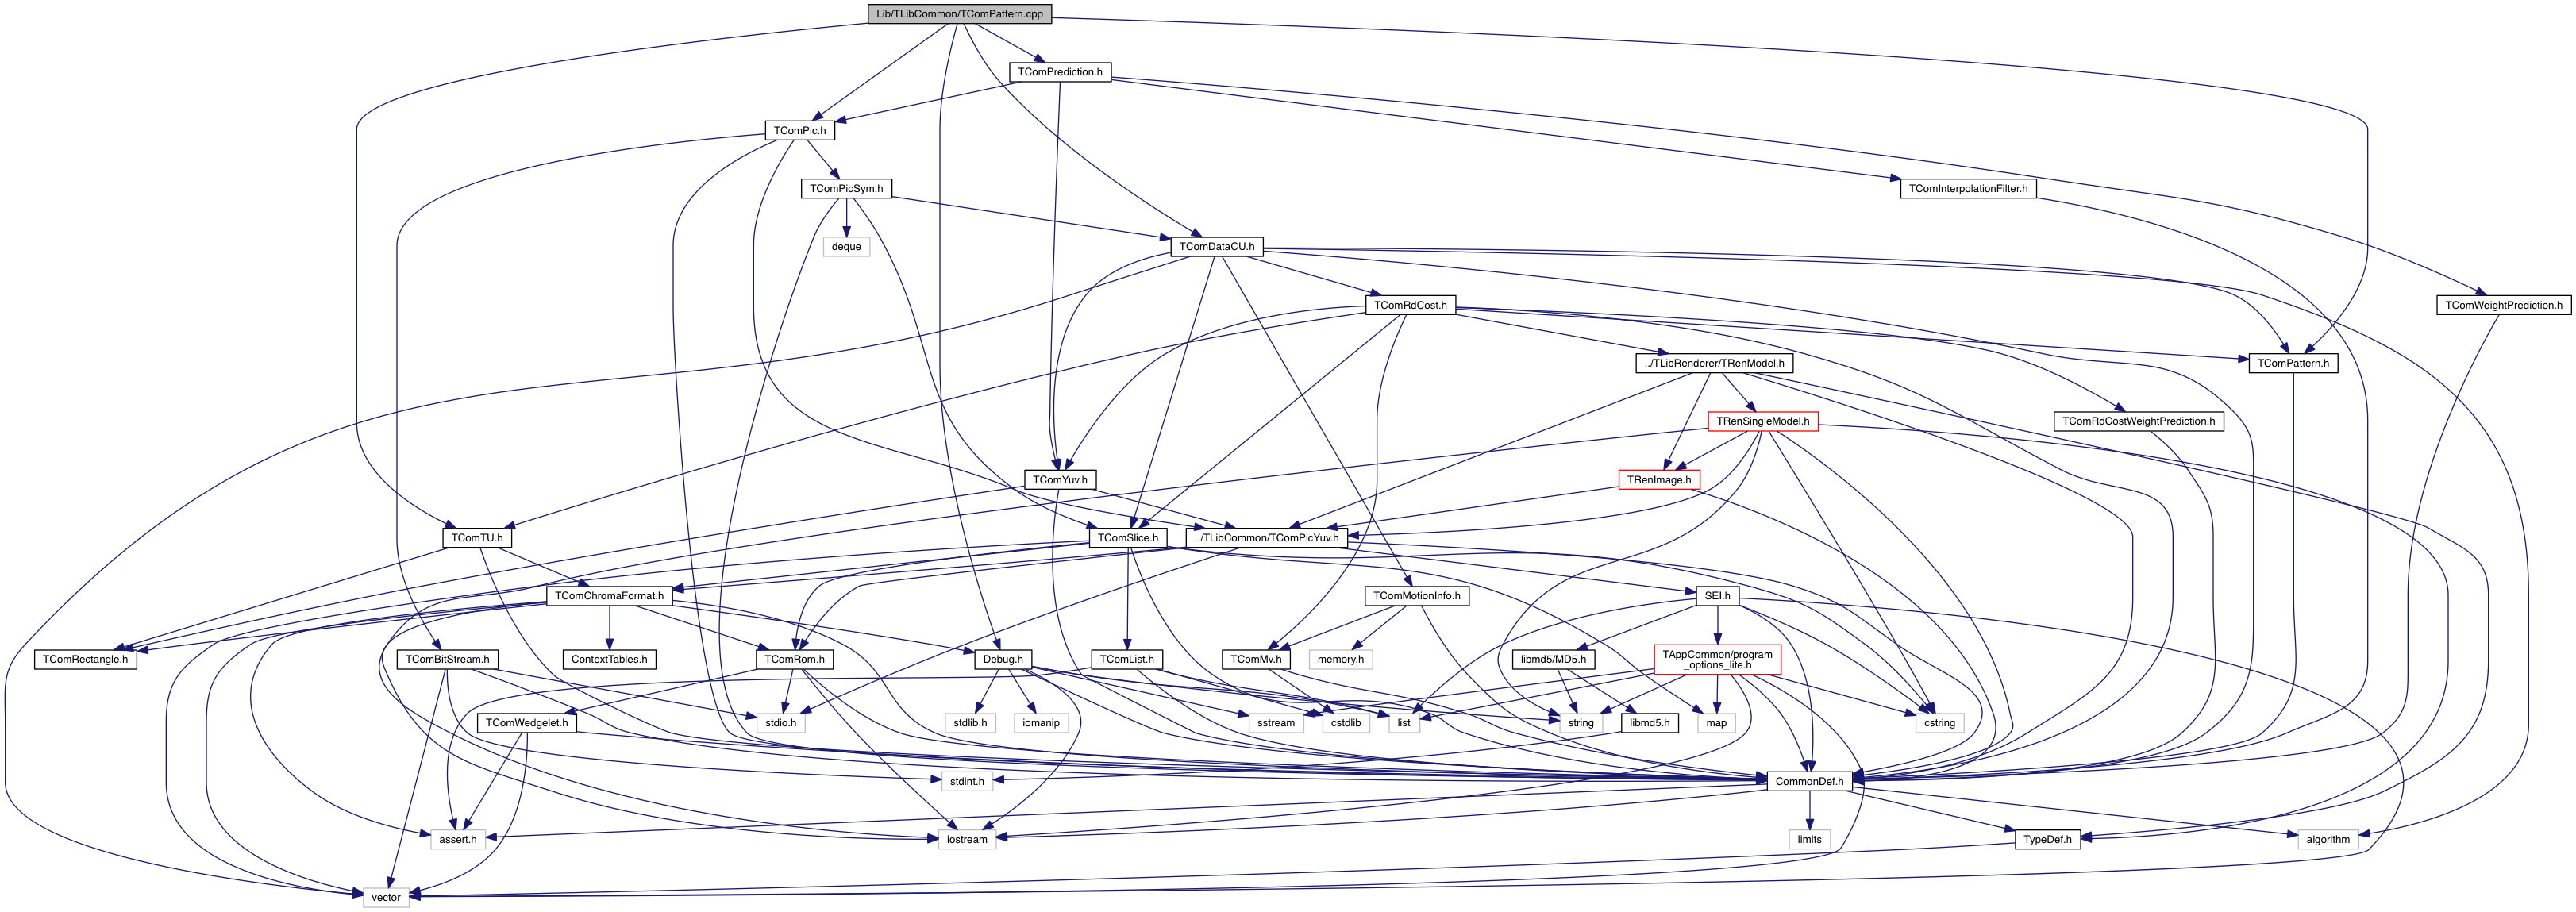 Lib/TLibCommon/TComPattern.cpp
TComPrediction.h
TComPic.h
TComPicSym.h
TComInterpolationFilter.h
deque
TComDataCU.h
TComRdCost.h
TComWeightPrediction.h
../TLibRenderer/TRenModel.h
TComPattern.h
TRenSingleModel.h
TComRdCostWeightPrediction.h
TComYuv.h
TRenImage.h
TComTU.h
TComSlice.h
../TLibCommon/TComPicYuv.h
TComChromaFormat.h
TComMotionInfo.h
SEI.h
TComRectangle.h
TComBitStream.h
ContextTables.h
TComRom.h
Debug.h
TComList.h
TComMv.h
memory.h
libmd5/MD5.h
TAppCommon/program
_options_lite.h
TComWedgelet.h
stdio.h
stdlib.h
iomanip
sstream
cstdlib
list
string
libmd5.h
map
cstring
stdint.h
CommonDef.h
assert.h
iostream
limits
TypeDef.h
algorithm
vector